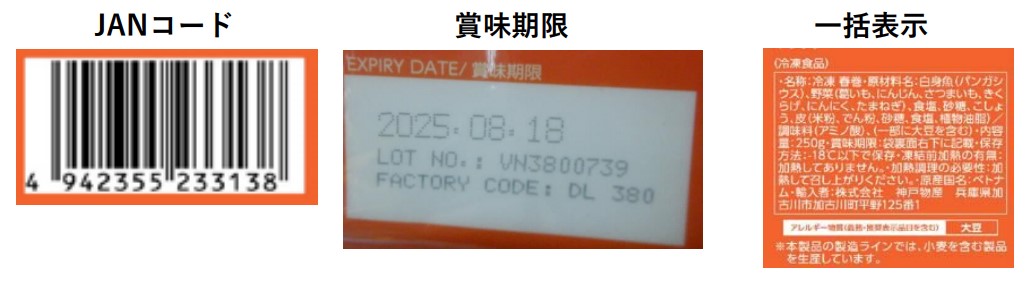 JANコード
賞味期限
一括表示
4 942355 233138
EXPIRY DATE/ 賞味期限
2025.08.18
LOT NO.: VN3800739
FACTORY CODE: DL 380
(冷凍食品)
・名称:冷凍 春巻・原材料名:白身魚(パンガシ
ウス)、野菜(葛いも、にんじん、さつまいも、きく
らげ、にんにく、たまねぎ)、食塩、砂糖、こしょ
う、皮(米粉、でん粉、砂糖、食塩、植物油脂)/
調味料(アミノ酸)、(一部に大豆を含む)・内容
量:250g・賞味期限:袋裏面右下に記載・保存
方法:-18℃以下で保存・凍結前加熱の有無:
加熱してありません。・加熱調理の必要性:加
熱して召し上がりください。・原産国名:ベトナ
ム・輸入者:株式会社 神戸物産 兵庫県加
古川市加古川町平野125番1
アレルギー物質(義務・推奨表示品目を含む) 大豆
※本製品の製造ラインでは、小麦を含む製品
を生産しています。